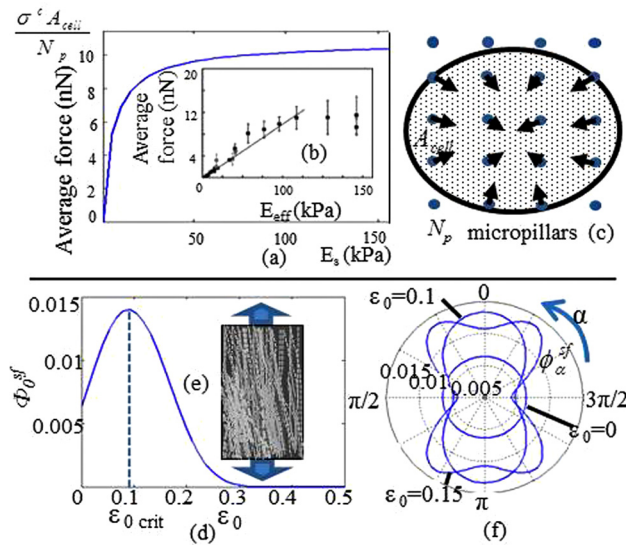 σ^c A_cell / N_p
Average force (nN)
10
8
6
4
2
0
50
100
150
E_s (kPa)
(a)
Average force (nN)
20
12
4
0
50
100
150
E_eff (kPa)
(b)
A_cell
N_p micropillars (c)
Φ_0^sf
0.015
0.01
0.005
0
0.1
0.2
0.3
0.4
0.5
ε_0 crit
ε_0
(d)
(e)
ε_0=0.1
0
α
ϕ_α^sf
0.015
0.01
0.005
π/2
3π/2
ε_0=0
ε_0=0.15
π
(f)